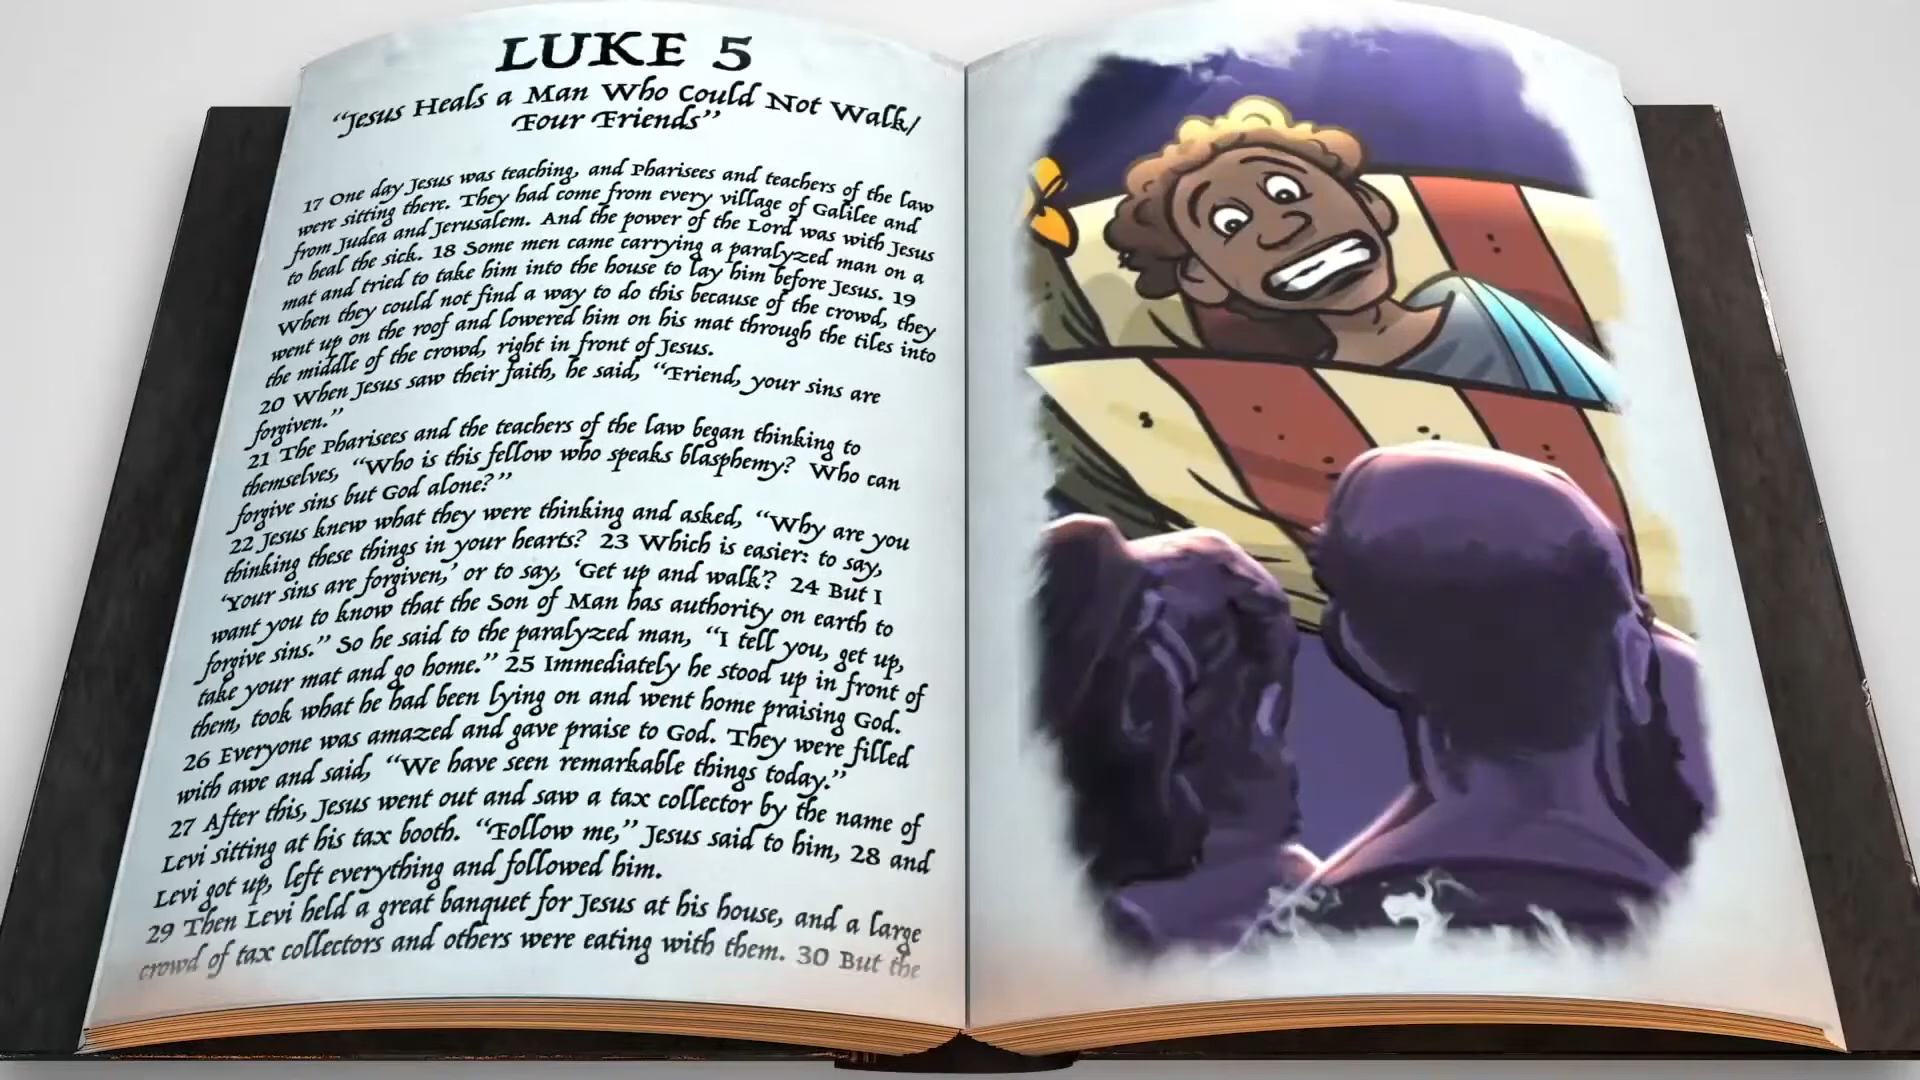 LUKE 5
“Jesus Heals a Man Who Could Not Walk/
Four Friends”
17 One day Jesus was teaching, and Pharisees and teachers of the law
were sitting there. They had come from every village of Galilee and
from Judea and Jerusalem. And the power of the Lord was with Jesus
to heal the sick. 18 Some men came carrying a paralyzed man on a
mat and tried to take him into the house to lay him before Jesus. 19
When they could not find a way to do this because of the crowd, they
went up on the roof and lowered him on his mat through the tiles into
the middle of the crowd, right in front of Jesus.
20 When Jesus saw their faith, he said, “Friend, your sins are
forgiven.”
21 The Pharisees and the teachers of the law began thinking to
themselves, “Who is this fellow who speaks blasphemy? Who can
forgive sins but God alone?”
22 Jesus knew what they were thinking and asked, “Why are you
thinking these things in your hearts? 23 Which is easier: to say,
‘Your sins are forgiven,’ or to say, ‘Get up and walk’? 24 But I
want you to know that the Son of Man has authority on earth to
forgive sins.” So he said to the paralyzed man, “I tell you, get up,
take your mat and go home.” 25 Immediately he stood up in front of
them, took what he had been lying on and went home praising God.
26 Everyone was amazed and gave praise to God. They were filled
with awe and said, “We have seen remarkable things today.”
27 After this, Jesus went out and saw a tax collector by the name of
Levi sitting at his tax booth. “Follow me,” Jesus said to him, 28 and
Levi got up, left everything and followed him.
29 Then Levi held a great banquet for Jesus at his house, and a large
crowd of tax collectors and others were eating with them. 30 But the